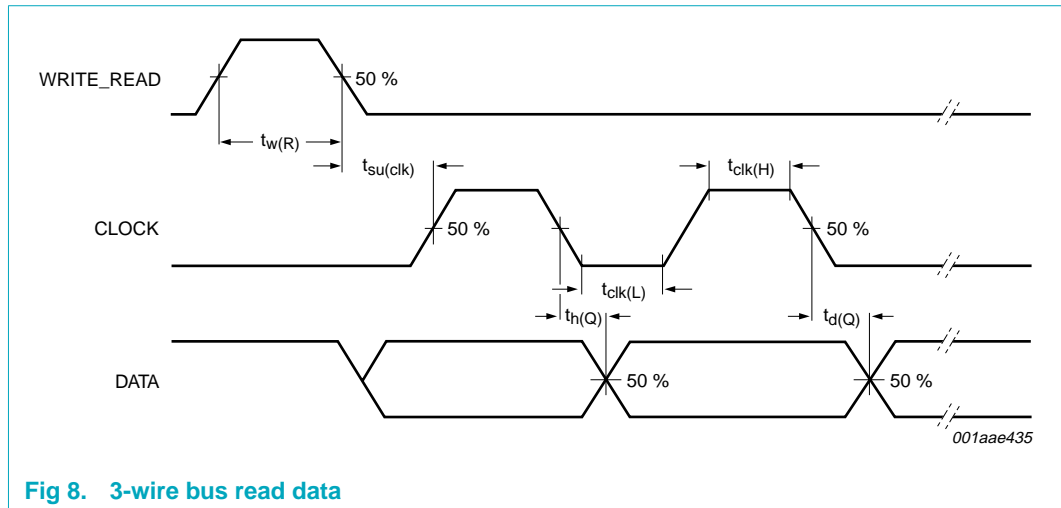 WRITE_READ
50 %
tw(R)
tsu(clk)
tclk(H)
CLOCK
50 %
50 %
tclk(L)
th(Q)
td(Q)
DATA
50 %
50 %
001aae435
Fig 8. 3-wire bus read data